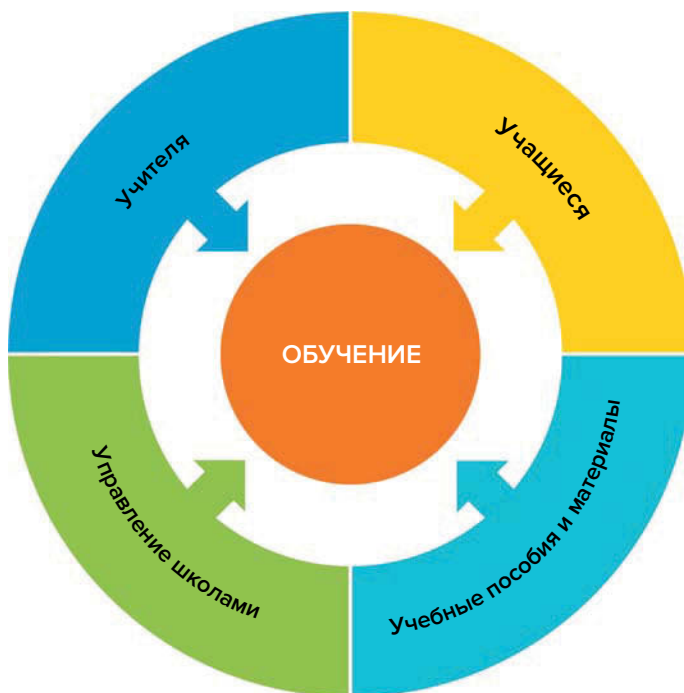 Учителя
Учащиеся
ОБУЧЕНИЕ
Управление школами
Учебные пособия и материалы